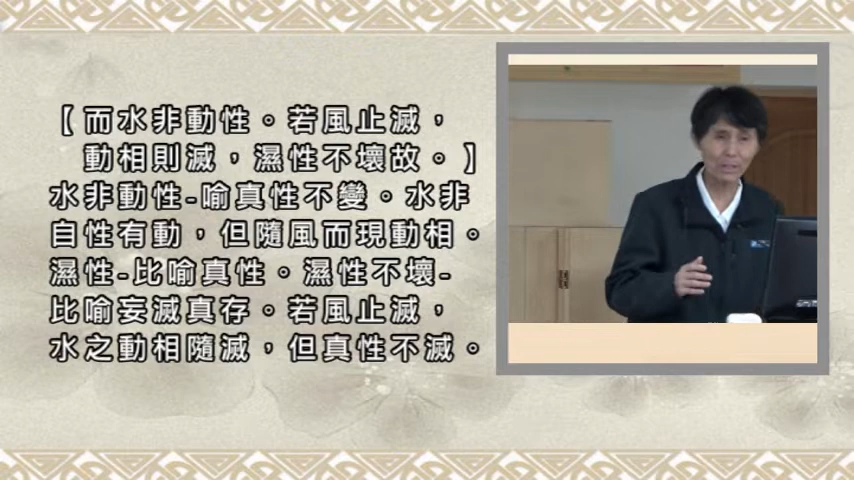 【而水非動性。若風止滅，
動相則滅，濕性不壞故。】
水非動性-喻真性不變。水非
自性有動，但隨風而現動相。
濕性-比喻真性。濕性不壞-
比喻妄滅真存。若風止滅，
水之動相隨滅，但真性不滅。